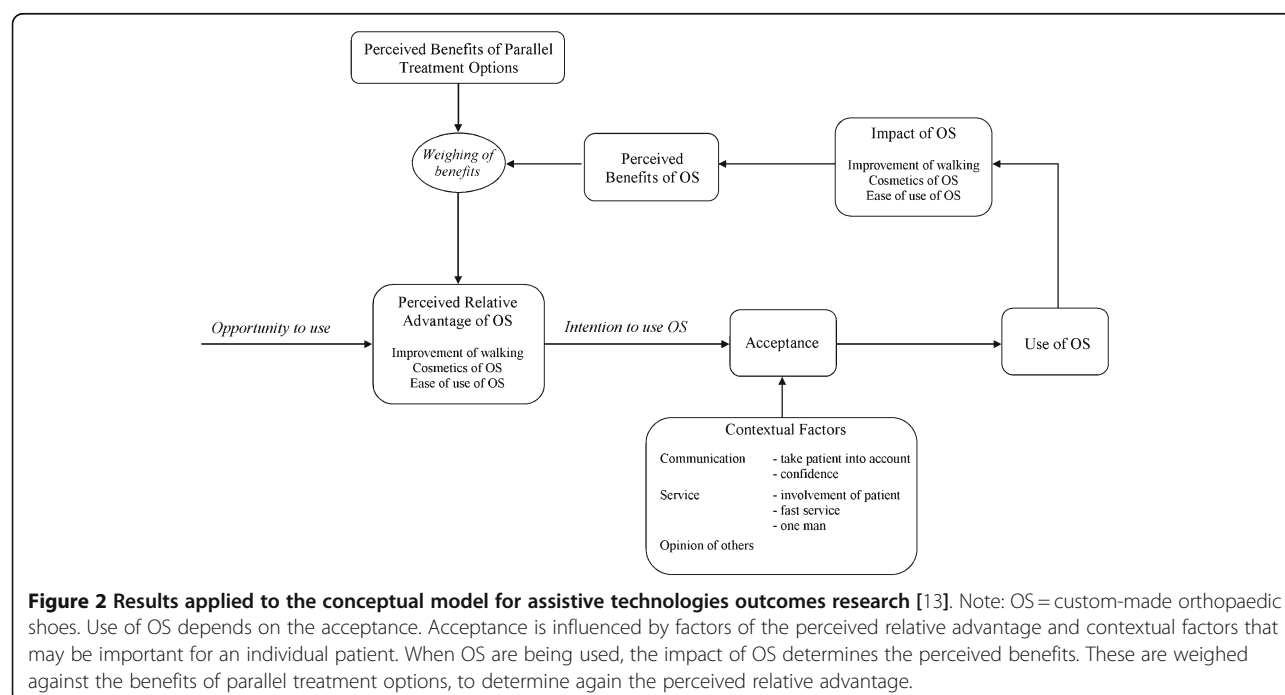 Perceived Benefits of Parallel
Treatment Options
Weighing of
benefits
Perceived
Benefits of OS
Impact of OS
Improvement of walking
Cosmetics of OS
Ease of use of OS
Opportunity to use
Perceived Relative
Advantage of OS
Improvement of walking
Cosmetics of OS
Ease of use of OS
Intention to use OS
Acceptance
Use of OS
Contextual Factors
Communication - take patient into account
- confidence
Service - involvement of patient
- fast service
- one man
Opinion of others
Figure 2 Results applied to the conceptual model for assistive technologies outcomes research [13]. Note: OS = custom-made orthopaedic
shoes. Use of OS depends on the acceptance. Acceptance is influenced by factors of the perceived relative advantage and contextual factors that
may be important for an individual patient. When OS are being used, the impact of OS determines the perceived benefits. These are weighed
against the benefits of parallel treatment options, to determine again the perceived relative advantage.